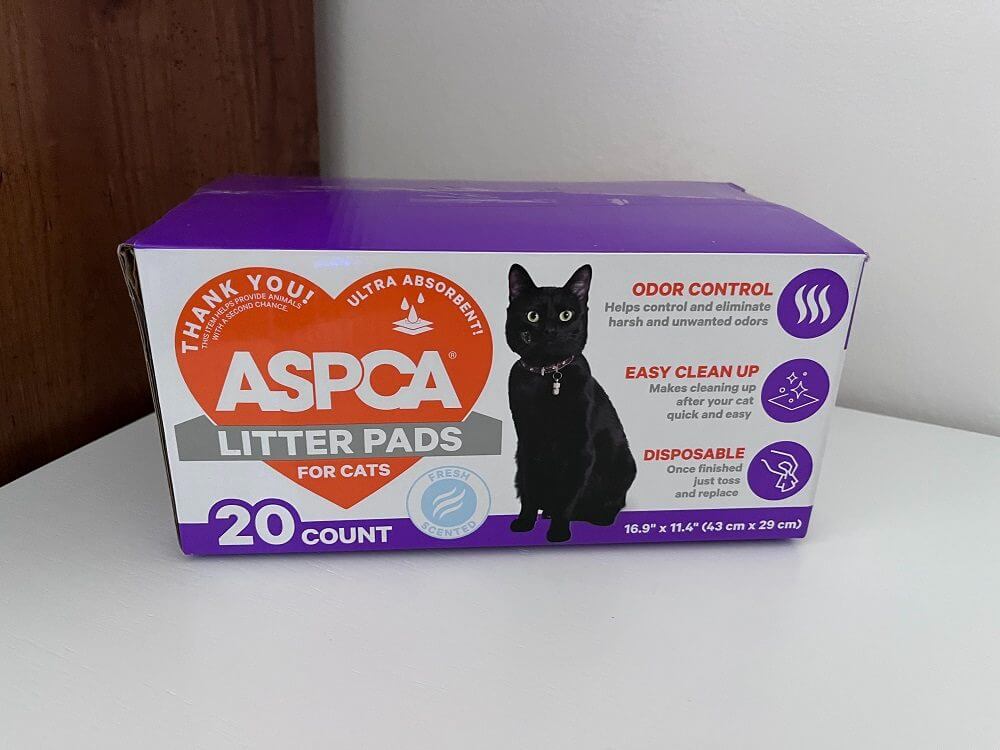 THANK YOU!
THIS ITEM HELPS PROVIDE ANIMALS
WITH A SECOND CHANCE.
ULTRA ABSORBENT!
ASPCA®
LITTER PADS
FOR CATS
FRESH
SCENTED
20 COUNT
ODOR CONTROL
Helps control and eliminate
harsh and unwanted odors
EASY CLEAN UP
Makes cleaning up
after your cat
quick and easy
DISPOSABLE
Once finished
just toss
and replace
16.9" x 11.4" (43 cm x 29 cm)